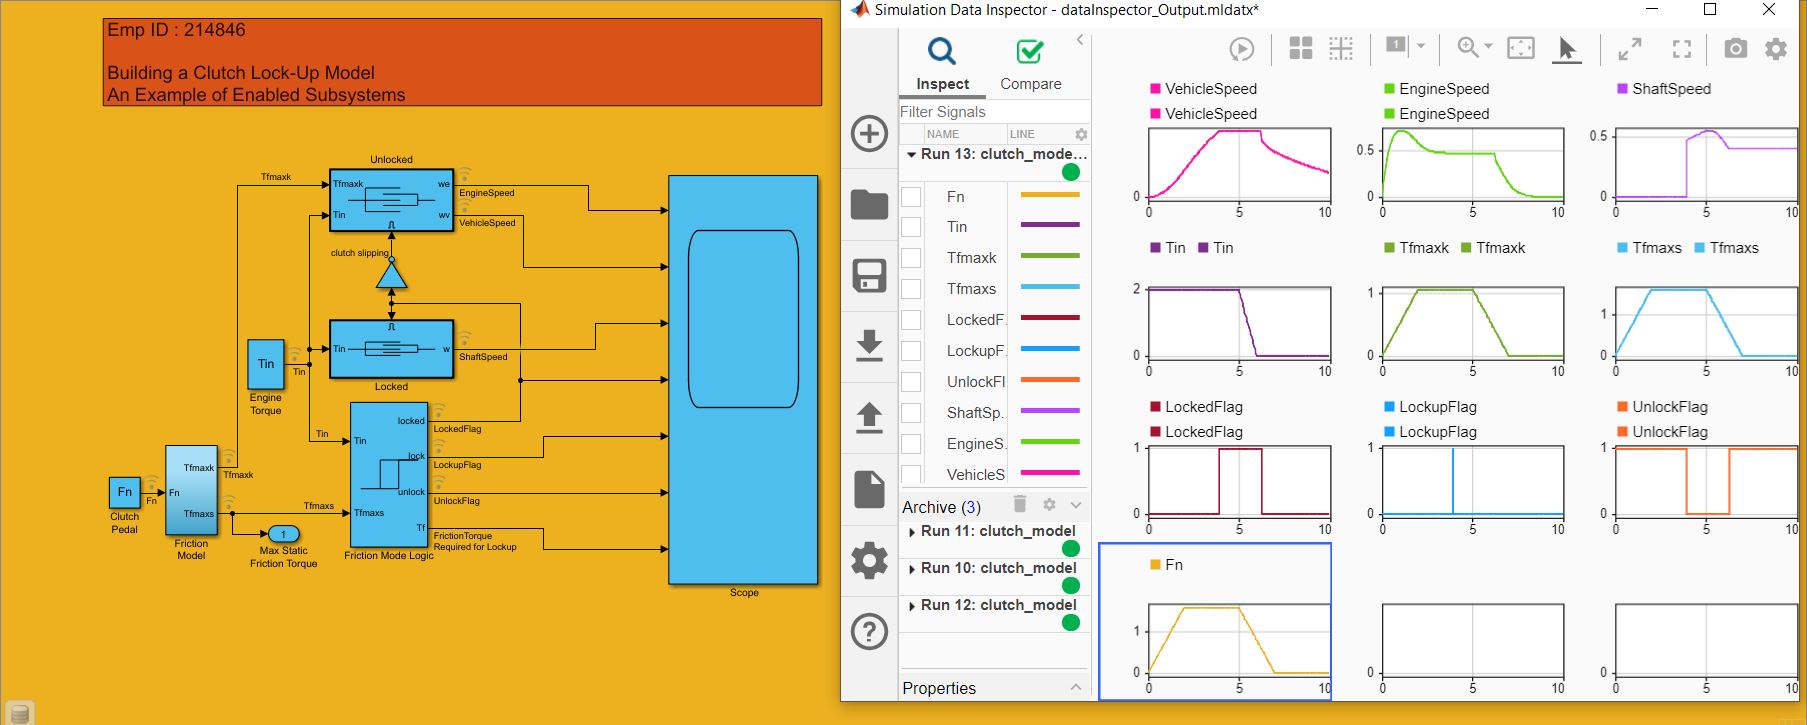 Emp ID : 214846
Building a Clutch Lock-Up Model
An Example of Enabled Subsystems
Unlocked
Tfmaxk
Tfmaxk
Tin
we
wv
EngineSpeed
VehicleSpeed
clutch slipping
Tin
w
ShaftSpeed
Locked
Tin
Tin
Engine
Torque
Tin
Tin
Tfmaxs
locked
lock
unlock
Tf
LockedFlag
LockupFlag
UnlockFlag
FrictionTorque
Required for Lockup
Friction Mode Logic
Fn
Fn
Clutch
Pedal
Fn
Tfmaxk
Tfmaxs
Friction
Model
Tfmaxk
Tfmaxs
Tfmaxs
1
Max Static
Friction Torque
Scope
Simulation Data Inspector - dataInspector_Output.mldatx*
Inspect
Compare
Filter Signals
NAME
LINE
Run 13: clutch_mode...
Fn
Tin
Tfmaxk
Tfmaxs
LockedF.
LockupF.
UnlockFl
ShaftSp..
EngineS.
VehicleS
Archive (3)
Run 11: clutch_model
Run 10: clutch_model
Run 12: clutch_model
Properties
1
VehicleSpeed
VehicleSpeed
0
0 5 10
EngineSpeed
EngineSpeed
0.5
0
0 5 10
ShaftSpeed
0.5
0
0 5 10
Tin Tin
2
0
0 5 10
Tfmaxk Tfmaxk
1
0
0 5 10
Tfmaxs Tfmaxs
1
0
0 5 10
LockedFlag
LockedFlag
1
0
0 5 10
LockupFlag
LockupFlag
1
0
0 5 10
UnlockFlag
UnlockFlag
1
0
0 5 10
Fn
1
0
0 5 10
0
0 5 10
0
0 5 10